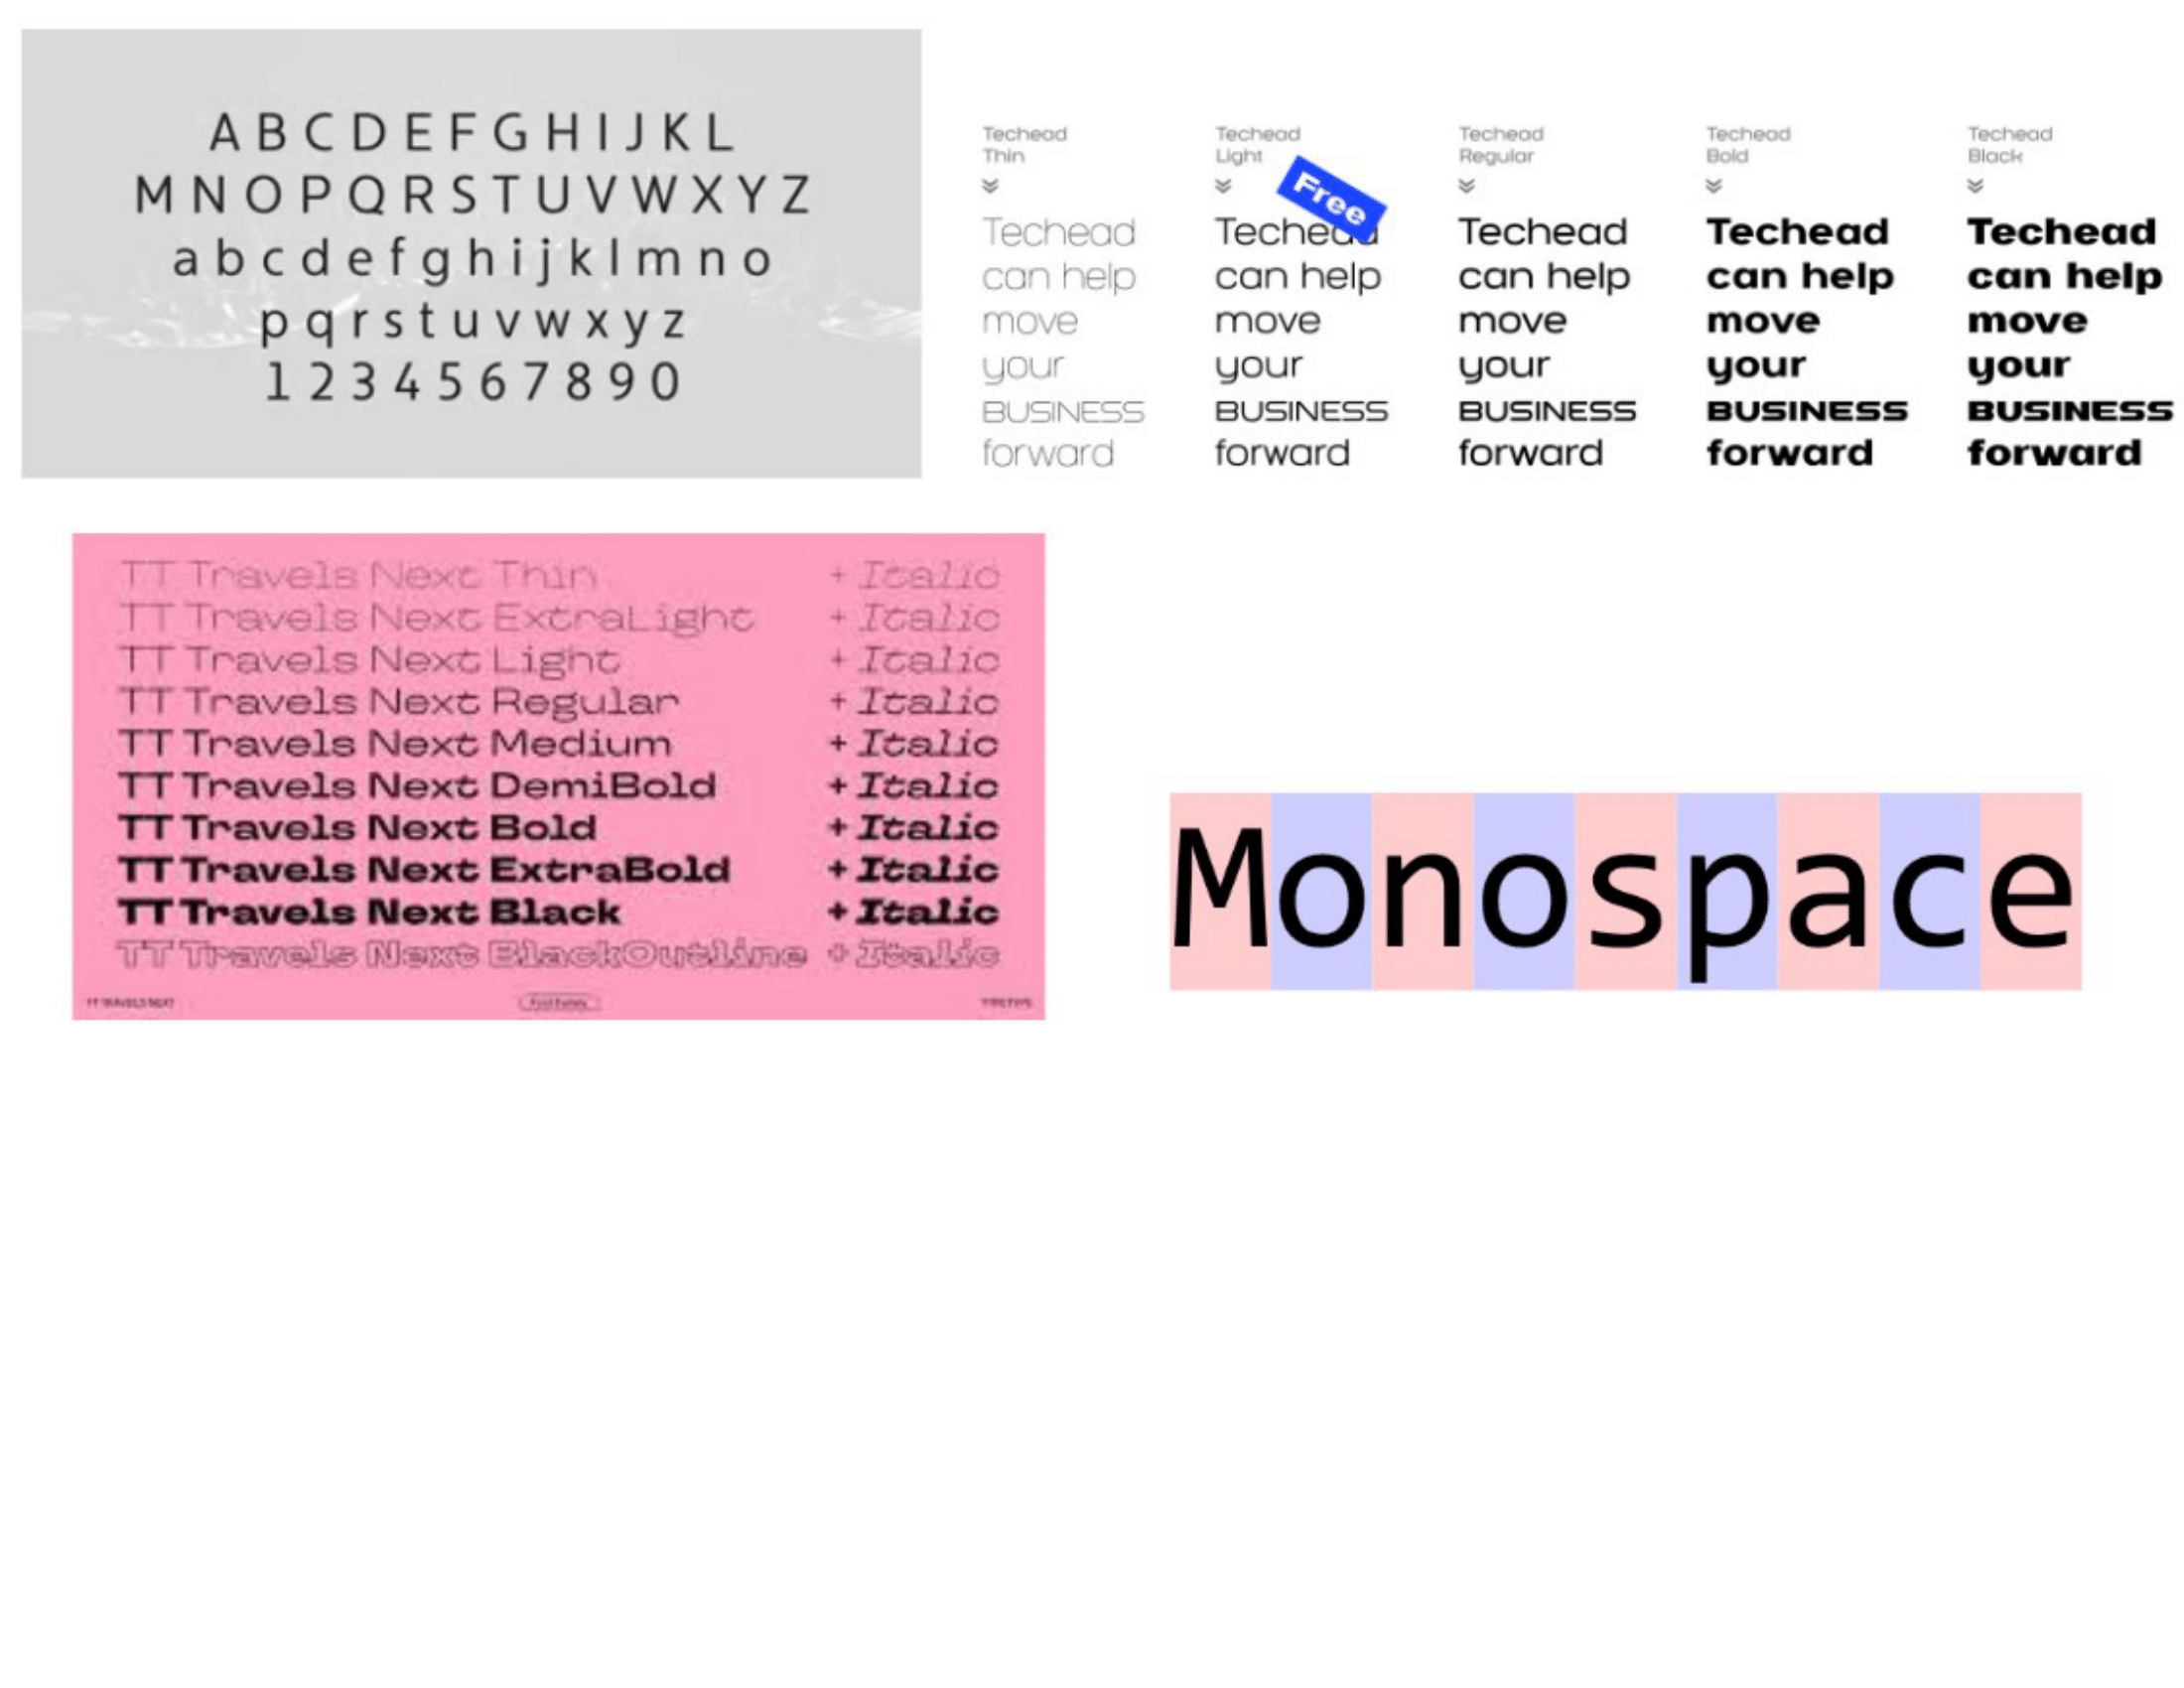 A B C D E F G H I J K L
M N O P Q R S T U V W X Y Z
a b c d e f g h i j k l m n o
p q r s t u v w x y z
1 2 3 4 5 6 7 8 9 0
Techead
Thin
Techead
can help
move
your
BUSINESS
forward
Techead
Light
Free
Techead
can help
move
your
BUSINESS
forward
Techead
Regular
Techead
can help
move
your
BUSINESS
forward
Techead
Bold
Techead
can help
move
your
BUSINESS
forward
Techead
Black
Techead
can help
move
your
BUSINESS
forward
TT Travels Next Thin + Italic
TT Travels Next ExtraLight + Italic
TT Travels Next Light + Italic
TT Travels Next Regular + Italic
TT Travels Next Medium + Italic
TT Travels Next DemiBold + Italic
TT Travels Next Bold + Italic
TT Travels Next ExtraBold + Italic
TT Travels Next Black + Italic
TT Travels Next BlackOutline + Italic
TT TRAVELS NEXT
Monospace